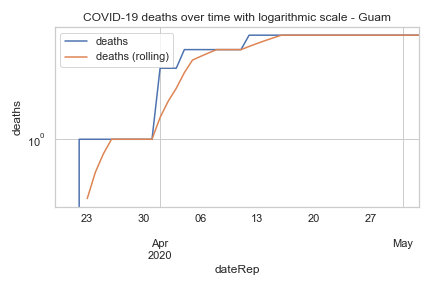 COVID-19 deaths over time with logarithmic scale - Guam
deaths
deaths (rolling)
deaths
10^0
23 30 06 13 20 27
Apr May
2020
dateRep